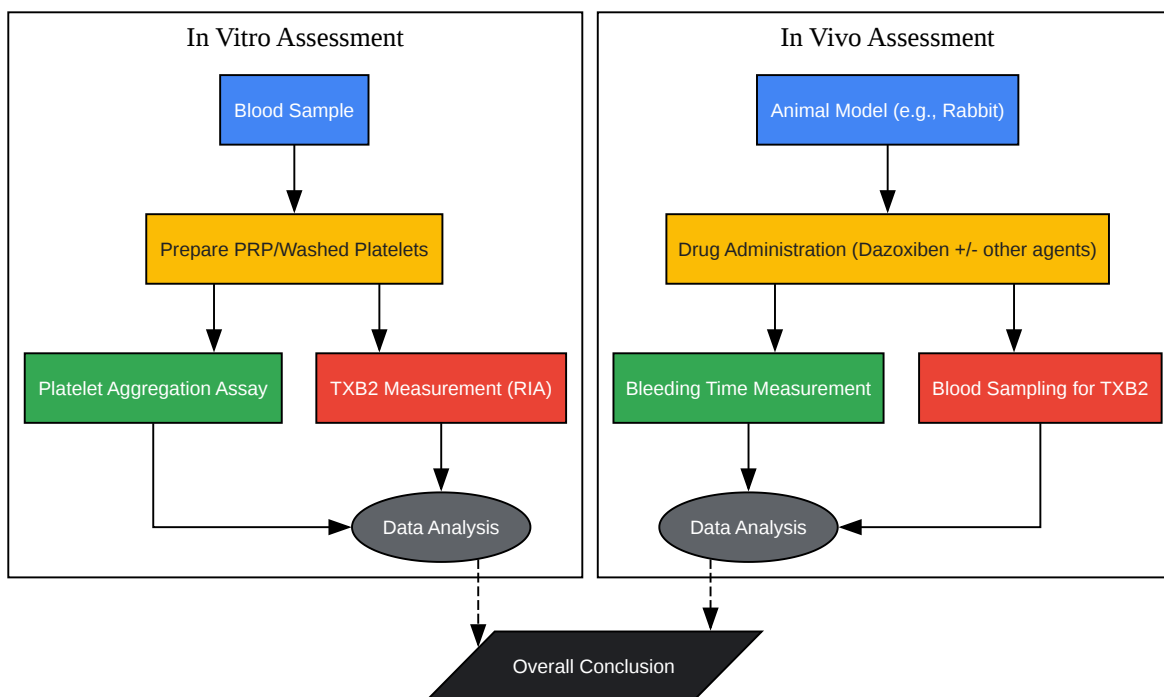 In Vitro Assessment
Blood Sample
Prepare PRP/Washed Platelets
Platelet Aggregation Assay
TXB2 Measurement (RIA)
Data Analysis
In Vivo Assessment
Animal Model (e.g., Rabbit)
Drug Administration (Dazoxiben +/- other agents)
Bleeding Time Measurement
Blood Sampling for TXB2
Data Analysis
Overall Conclusion